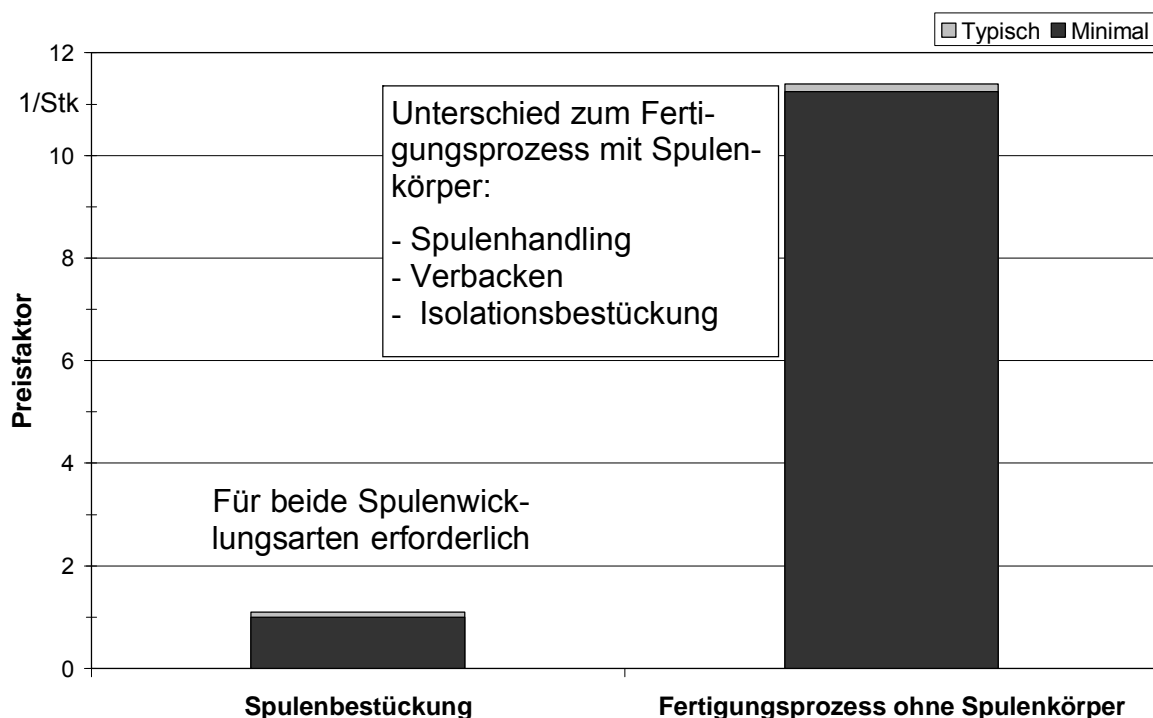 Typisch Minimal
12
1/Stk
10
8
6
4
2
0
Preisfaktor
Unterschied zum Ferti-
gungsprozess mit Spulen-
körper:
- Spulenhandling
- Verbacken
- Isolationsbestückung
Für beide Spulenwick-
lungsarten erforderlich
Spulenbestückung
Fertigungsprozess ohne Spulenkörper